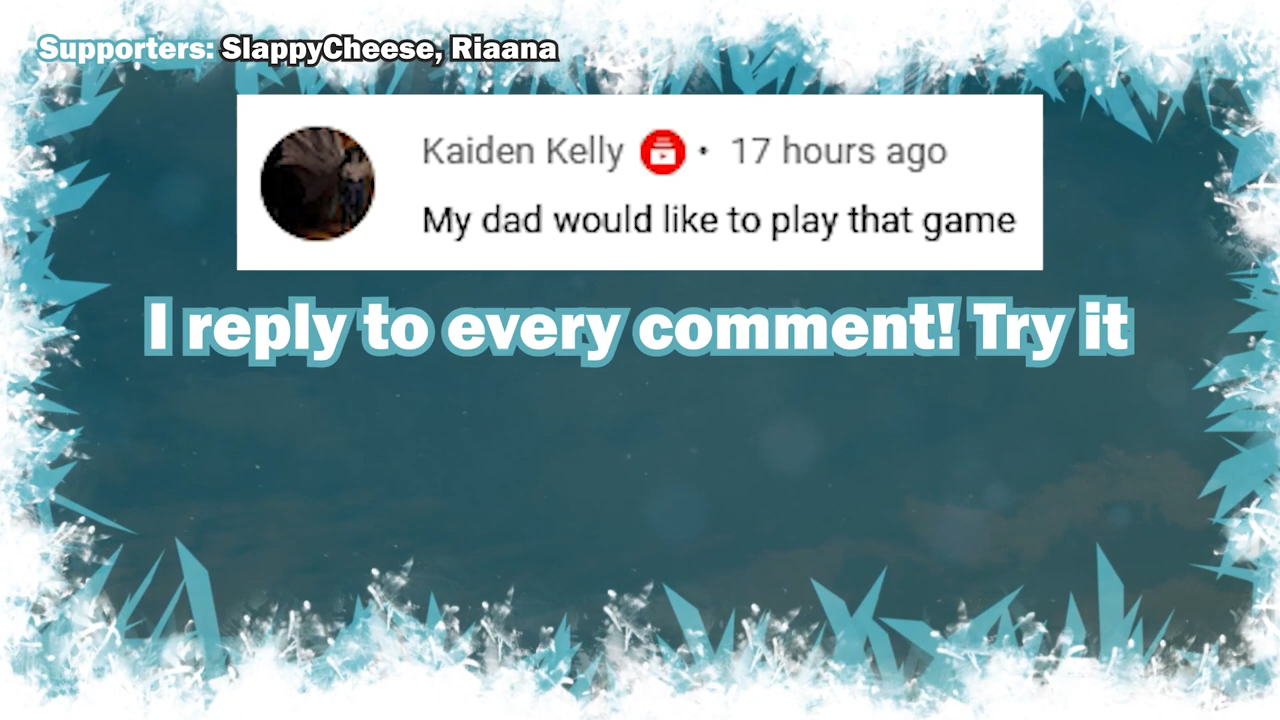 Supporters: SlappyCheese, Riaana
Kaiden Kelly • 17 hours ago
My dad would like to play that game
I reply to every comment! Try it